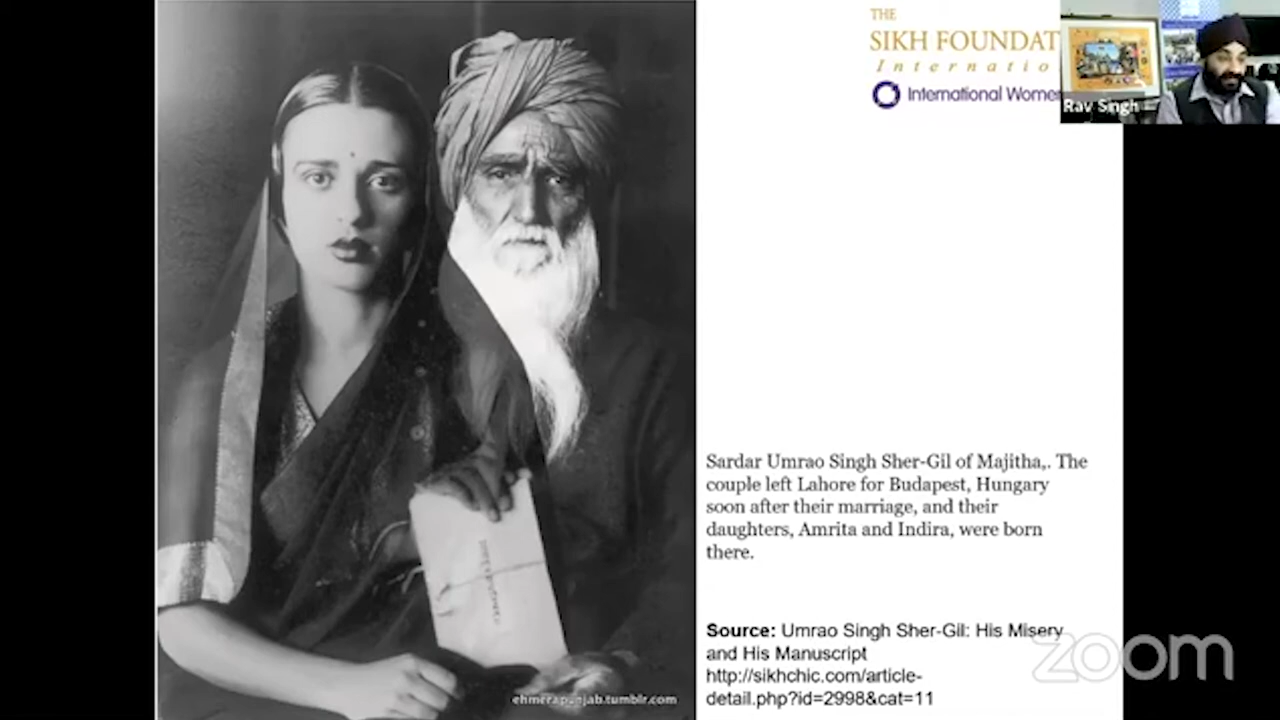 THE
SIKH FOUNDAT
Internatio
International Wome
Rav Singh
Sardar Umrao Singh Sher-Gil of Majitha,. The
couple left Lahore for Budapest, Hungary
soon after their marriage, and their
daughters, Amrita and Indira, were born
there.
Source: Umrao Singh Sher-Gil: His Misery
and His Manuscript
http://sikhchic.com/article-
detail.php?id=2998&cat=11
zoom
ehmerapunjab.tumblr.com